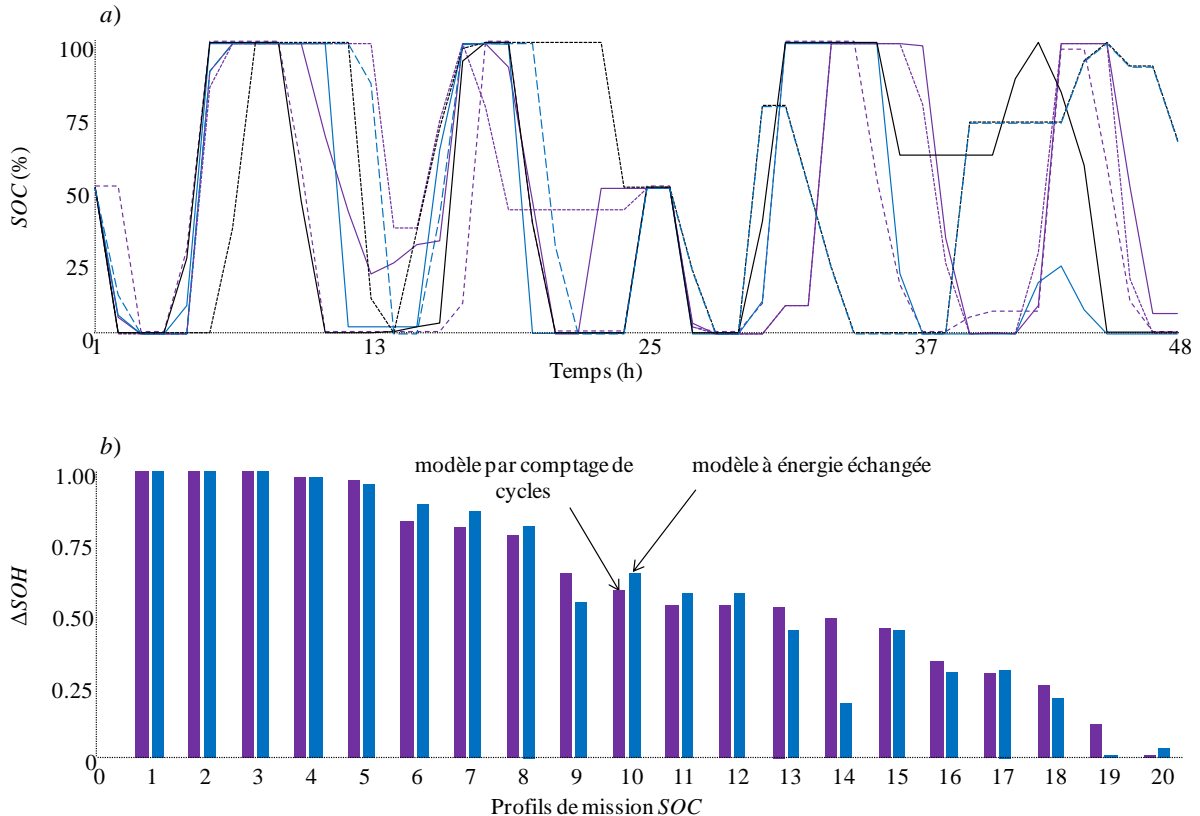 a)
100
75
50
25
0
SOC (%)
1 13 25 37 48
Temps (h)
b)
modèle par comptage de
cycles
modèle à énergie échangée
1.00
0.75
0.50
0.25
0
ΔSOH
0 1 2 3 4 5 6 7 8 9 10 11 12 13 14 15 16 17 18 19 20
Profils de mission SOC